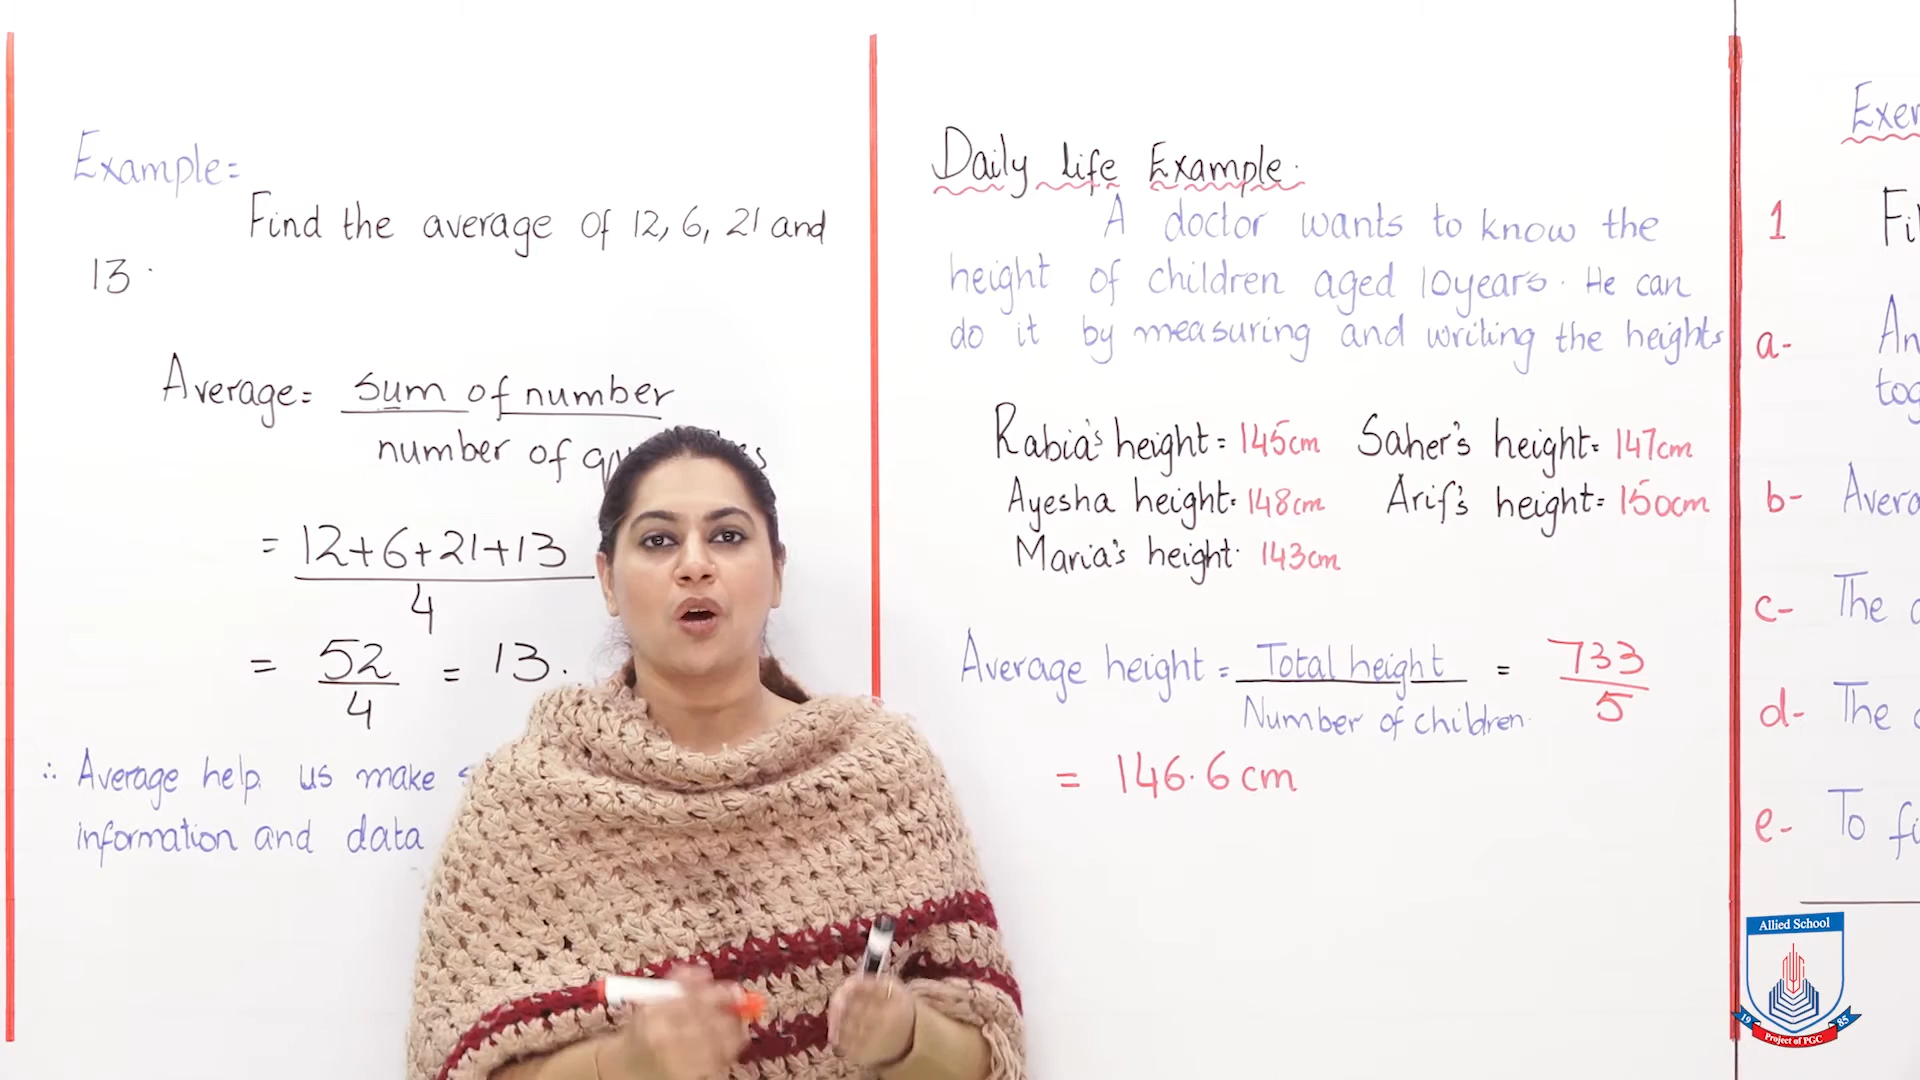 Example=
Find the average of 12, 6, 21 and
13.
Average= sum of number
number of
= 12+6+21+13
4
= 52 = 13.
4
∴ Average help us make
information and data
Daily life Example.
A doctor wants to know the
height of children aged 10years. He can
do it by measuring and writing the heights
Rabia's height= 145cm Saher's height= 147cm
Ayesha height= 148cm Arif's height= 150cm
Maria's height. 143cm
Average height = Total height = 733
Number of children. 5
= 146.6cm
Exer
1 Fi
a- An
tog
b- Avera
c- The
d- The
e- To
Allied School
1985
Project of PGC